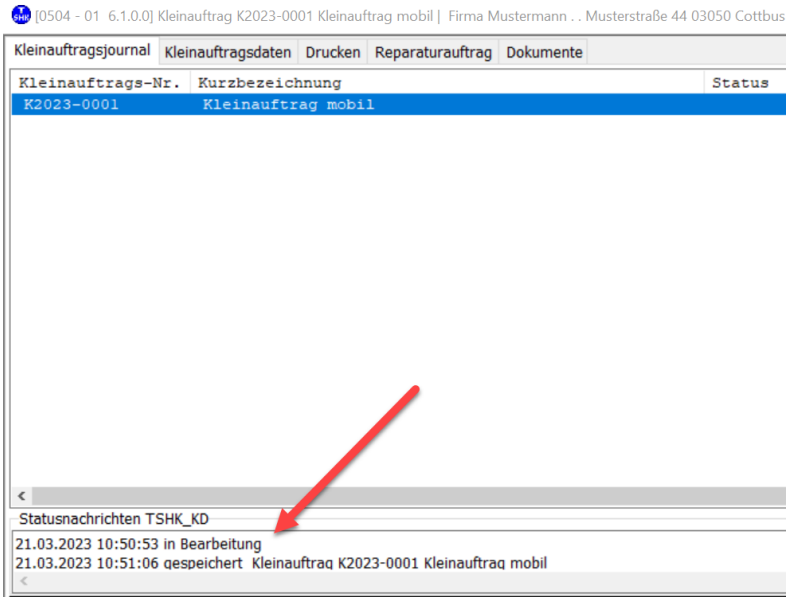 TSHK [0504 - 01 6.1.0.0] Kleinauftrag K2023-0001 Kleinauftrag mobil | Firma Mustermann . . Musterstraße 44 03050 Cottbus
Kleinauftragsjournal Kleinauftragsdaten Drucken Reparaturauftrag Dokumente
Kleinauftrags-Nr. Kurzbezeichnung Status
K2023-0001 Kleinauftrag mobil
Statusnachrichten TSHK_KD
21.03.2023 10:50:53 in Bearbeitung
21.03.2023 10:51:06 gespeichert Kleinauftrag K2023-0001 Kleinauftrag mobil